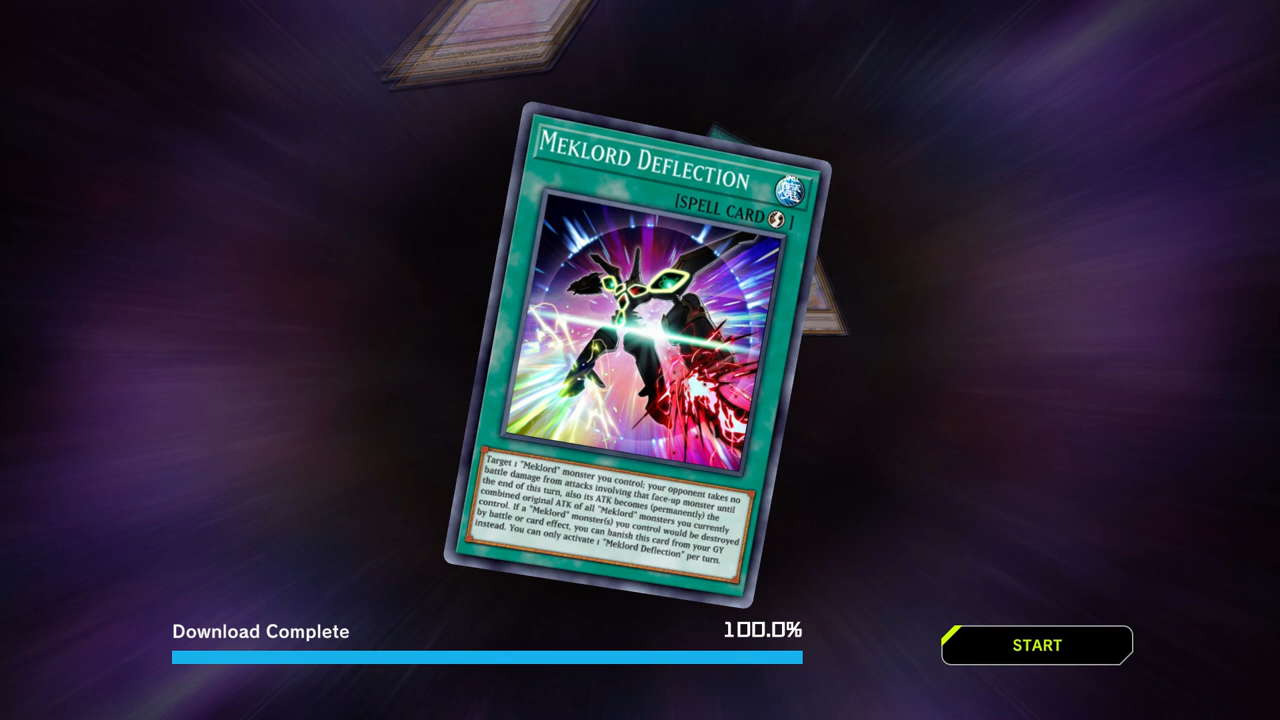 MEKLORD DEFLECTION
[SPELL CARD ]
Target 1 "Meklord" monster you control; your opponent takes no
battle damage from attacks involving that face-up monster until
the end of this turn, also its ATK becomes (permanently) the
combined original ATK of all "Meklord" monsters you currently
control. If a "Meklord" monster(s) you control would be destroyed
by battle or card effect, you can banish this card from your GY
instead. You can only activate 1 "Meklord Deflection" per turn.
Download Complete
100.0%
START